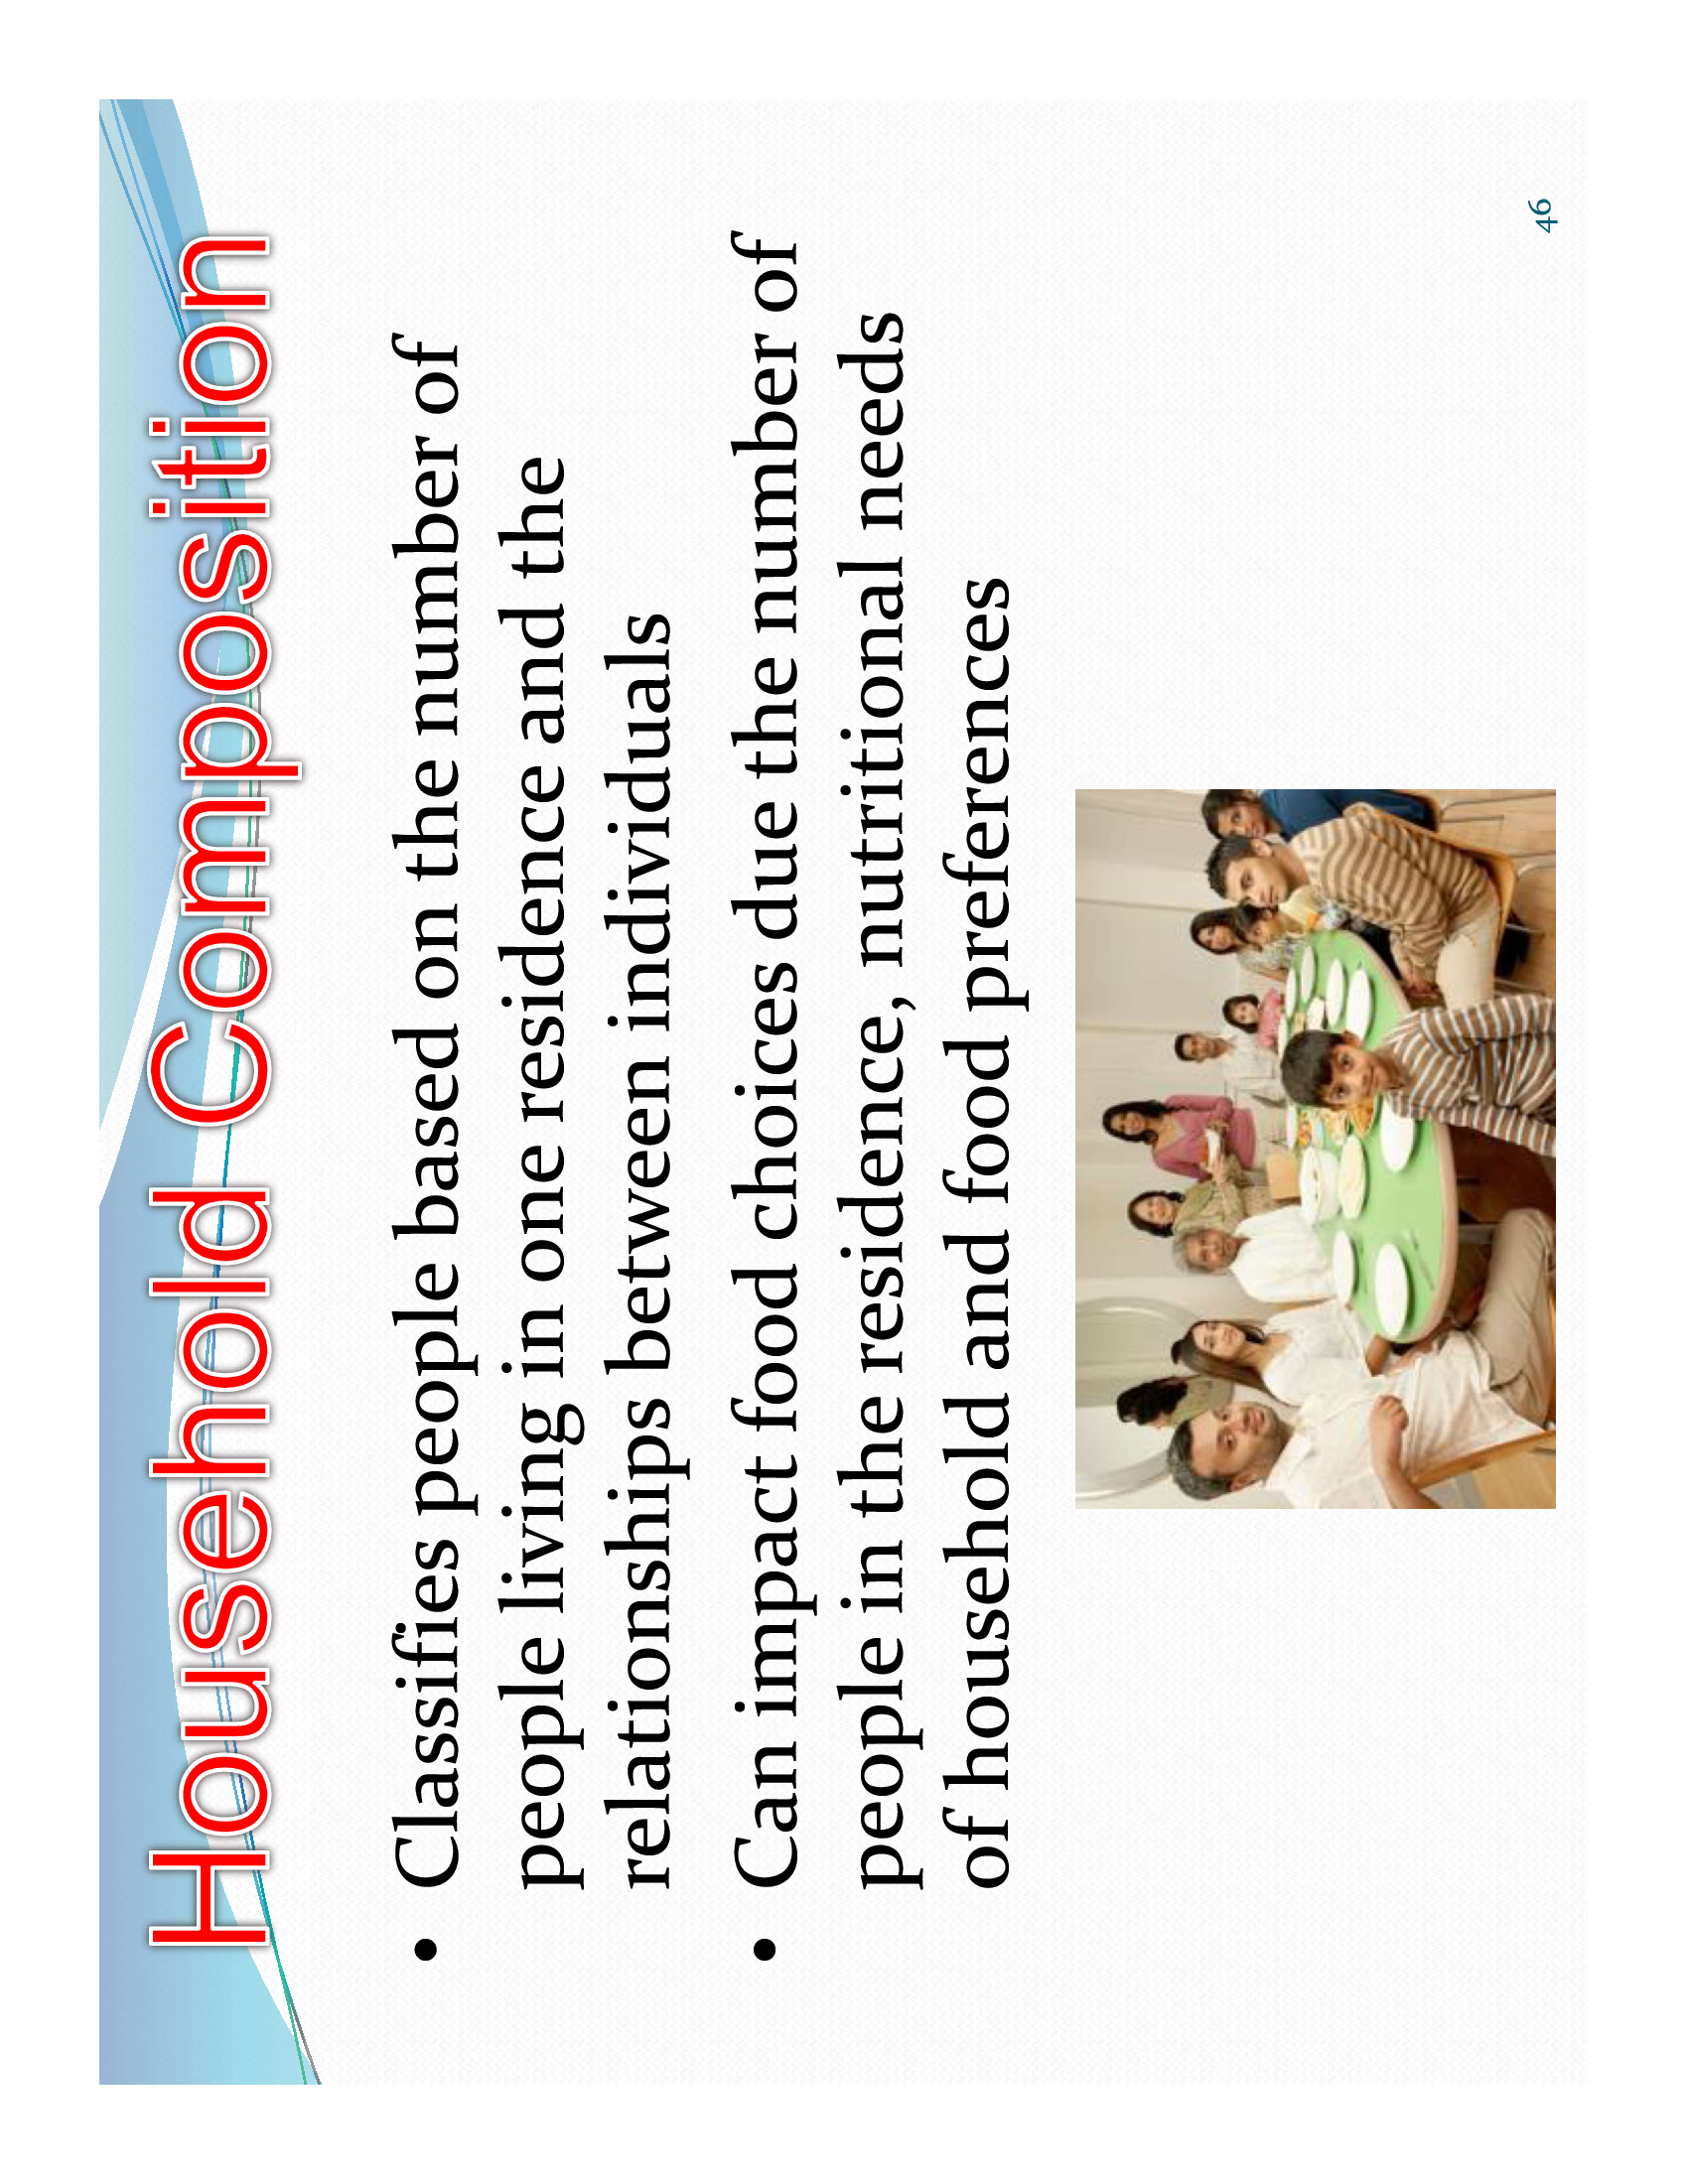 Household Composition
• Classifies people based on the number of
people living in one residence and the
relationships between individuals
• Can impact food choices due the number of
people in the residence, nutritional needs
of household and food preferences
46